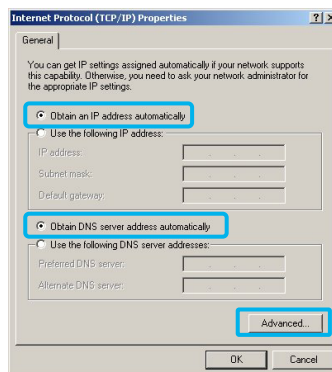 Internet Protocol (TCP/IP) Properties
General
You can get IP settings assigned automatically if your network supports
this capability. Otherwise, you need to ask your network administrator for
the appropriate IP settings.
Obtain an IP address automatically
Use the following IP address:
IP address:
Subnet mask:
Default gateway:
Obtain DNS server address automatically
Use the following DNS server addresses:
Preferred DNS server:
Alternate DNS server:
Advanced...
OK Cancel